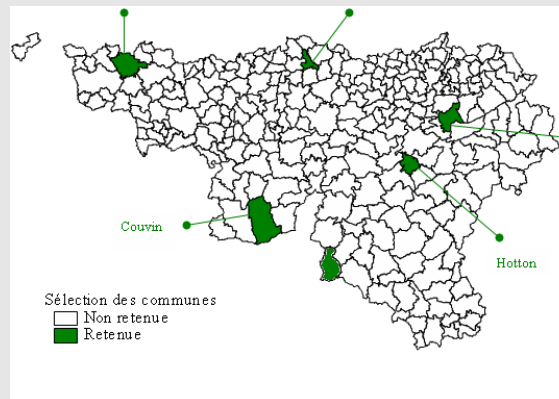 Couvin
Hotton
Sélection des communes
Non retenue
Retenue